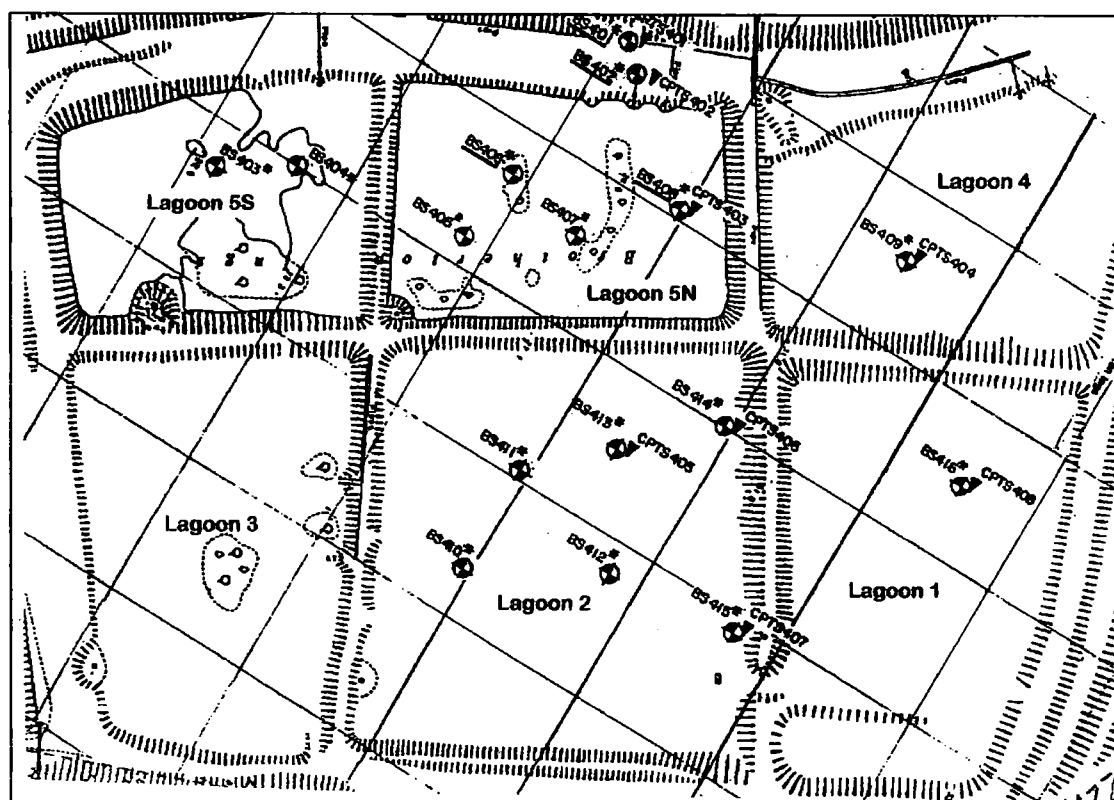 BS402*
CPTS402
BS403*
BS404*
Lagoon 5S
BS406*
BS405*
BS407*
BS408*
CPTS403
Lagoon 5N
Lagoon 4
BS409*
CPTS404
BS411*
BS413*
CPTS405
BS414*
CPTS406
BS410*
BS412*
Lagoon 3
Lagoon 2
BS415*
CPTS407
BS416*
CPTS408
Lagoon 1